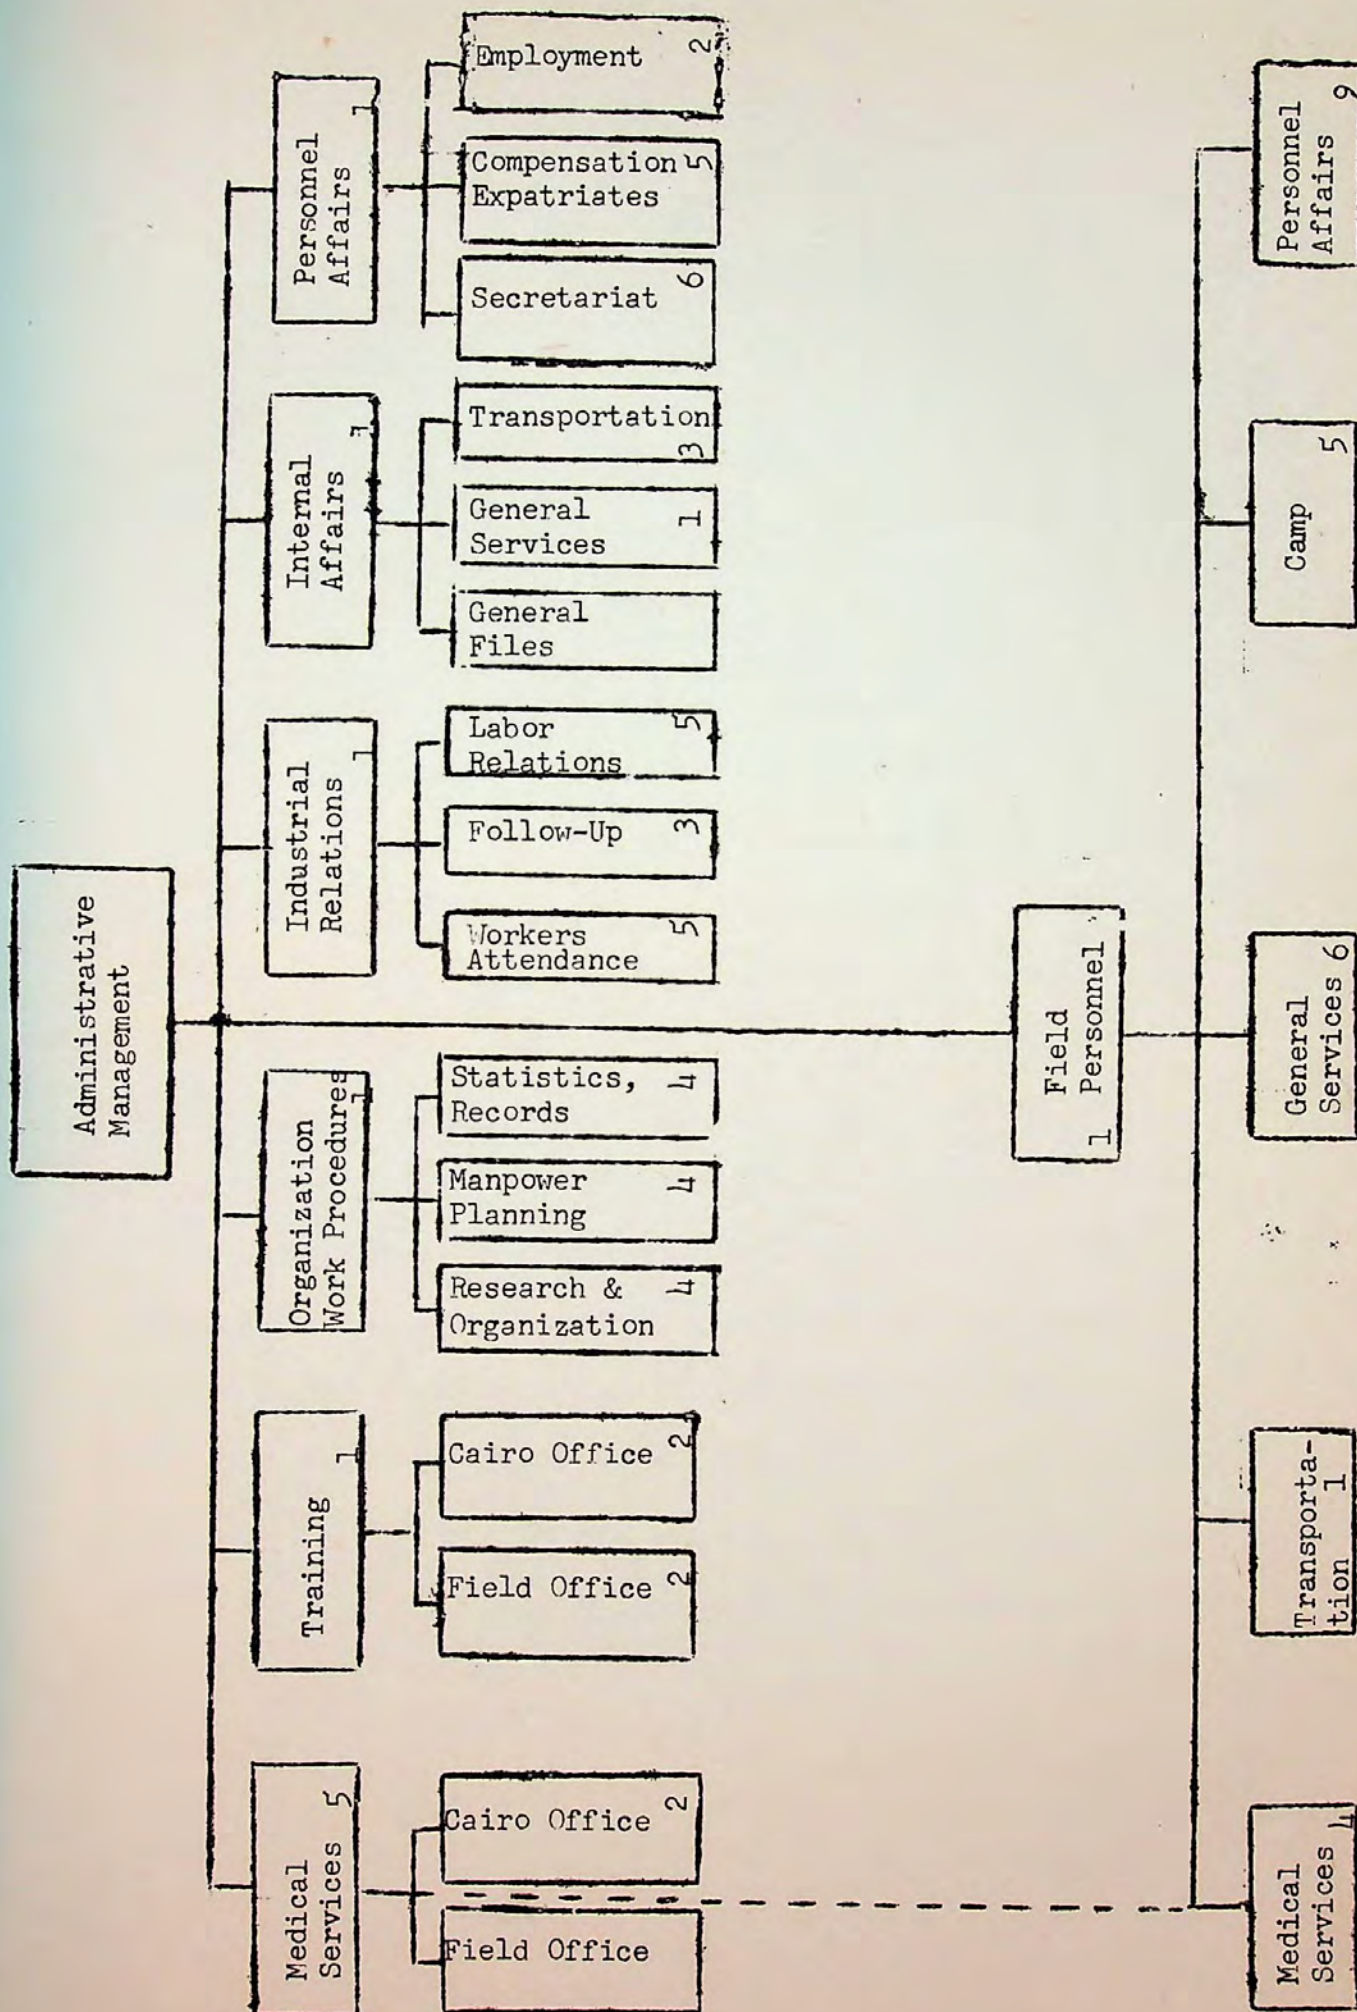 Administrative
Management
Medical
Services 5
Training
1
Organization
Work Procedures
1
Industrial
Relations 1
Internal
Affairs 1
Personnel
Affairs 1
Field Office
Cairo Office 2
Field Office 2
Cairo Office 2
Research & 4
Organization
Manpower 4
Planning
Statistics, 4
Records
Workers 5
Attendance
Follow-Up 3
Labor 5
Relations
General
Files
General 1
Services
Transportation
3
Secretariat 6
Compensation 5
Expatriates
Employment 2
Field
1 Personnel
Medical
Services 4
Transporta-
tion 1
General
Services 6
Camp
5
Personnel
Affairs 9